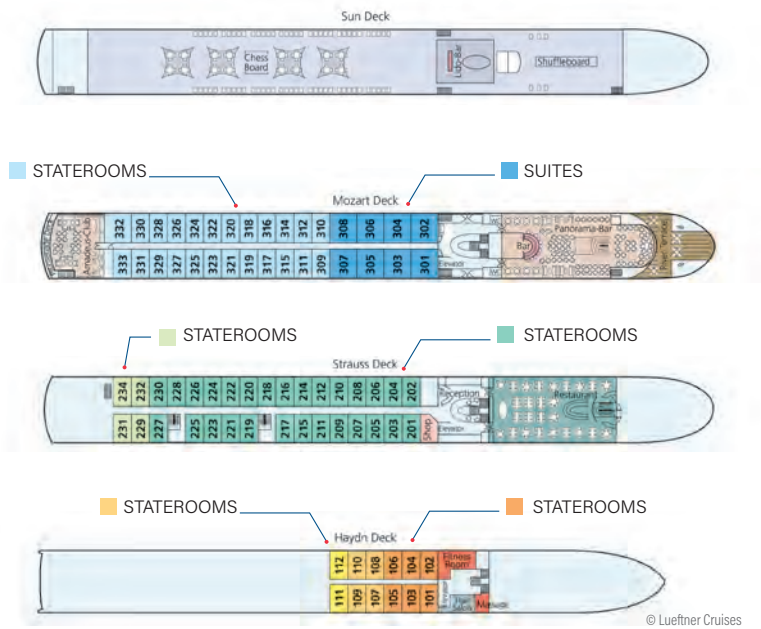 Sun Deck
Chess
Board
Lido-Bar
Shuffleboard
STATEROOMS
SUITES
Mozart Deck
332 330 328 326 324 322 320 318 316 314 312 310 308 306 304 302
Amadeus-Club
Panorama-Bar
Bar
Elevator
333 331 329 327 325 323 321 319 317 315 311 309 307 305 303 301
STATEROOMS
STATEROOMS
Strauss Deck
234 232 230 228 226 224 222 220 218 216 214 212 210 208 206 204 202
Reception
Restaurant
Elevator
231 229 227 225 223 221 219 217 215 211 209 207 205 203 201 Shop
STATEROOMS
STATEROOMS
Haydn Deck
112 110 108 106 104 102
Fitness
Room
Elevator
111 109 107 105 103 101
Hair
Salon
Massage
© Lueftner Cruises